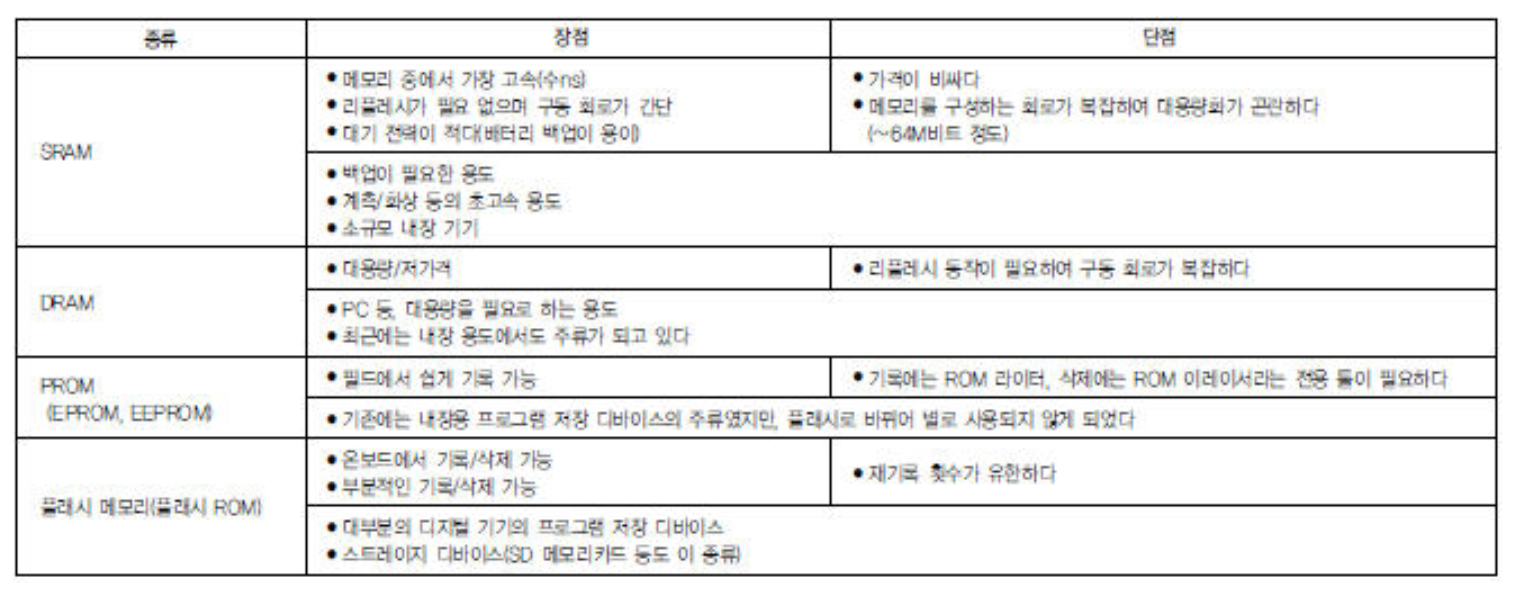 종류 장점 단점
SRAM
● 메모리 중에서 가장 고속(수ns)
● 리플레시가 필요 없으며 구동 회로가 간단
● 대기 전력이 적다(배터리 백업이 용이)
● 가격이 비싸다
● 메모리를 구성하는 회로가 복잡하여 대용량화가 곤란하다
(~64M비트 정도)
● 백업이 필요한 용도
● 계측/화상 등의 초고속 용도
● 소규모 내장 기기
DRAM
● 대용량/저가격
● 리플레시 동작이 필요하여 구동 회로가 복잡하다
● PC 등, 대용량을 필요로 하는 용도
● 최근에는 내장 용도에서도 주류가 되고 있다
PROM
(EPROM, EEPROM)
● 필드에서 쉽게 기록 가능
● 기록에는 ROM 라이터, 삭제에는 ROM 이레이서라는 전용 툴이 필요하다
● 기존에는 내장용 프로그램 저장 디바이스의 주류였지만, 플래시로 바뀌어 별로 사용되지 않게 되었다
플래시 메모리(플래시 ROM)
● 온보드에서 기록/삭제 가능
● 부분적인 기록/삭제 가능
● 재기록 횟수가 유한하다
● 대부분의 디지털 기기의 프로그램 저장 디바이스
● 스트레이지 디바이스(SD 메모리카드 등도 이 종류)